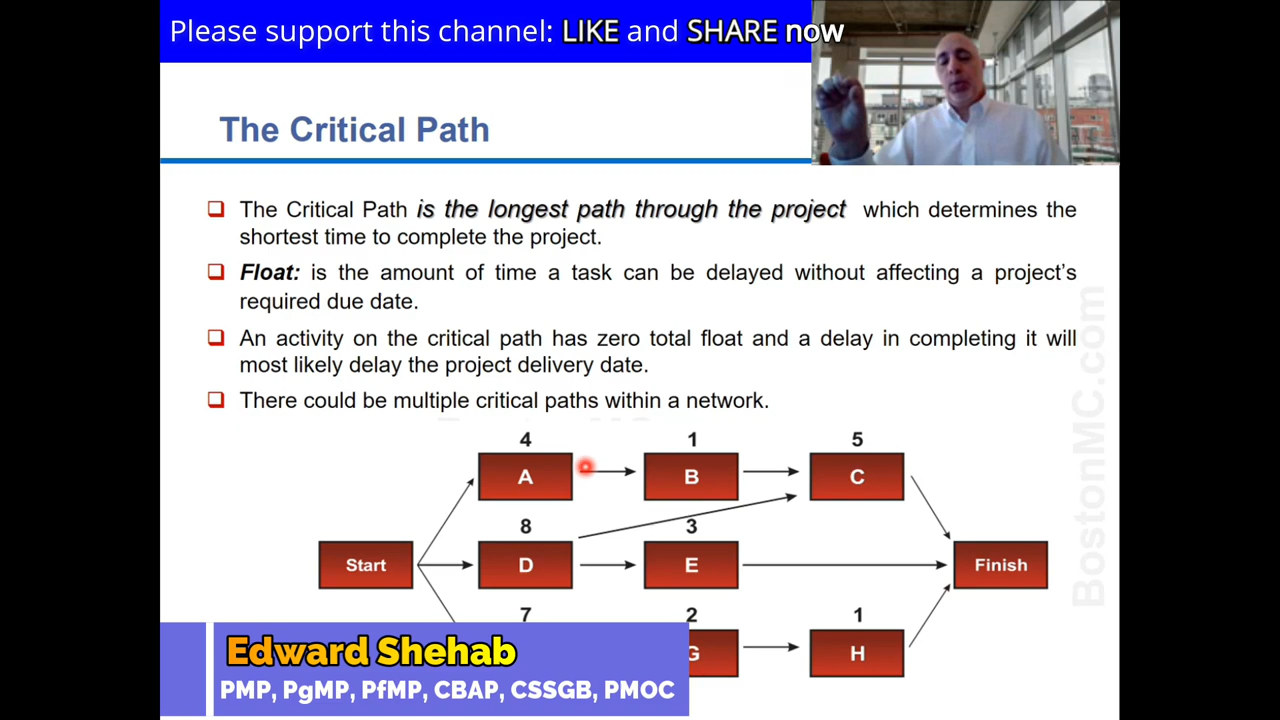 Please support this channel: LIKE and SHARE now
The Critical Path
The Critical Path is the longest path through the project which determines the
shortest time to complete the project.
Float: is the amount of time a task can be delayed without affecting a project's
required due date.
An activity on the critical path has zero total float and a delay in completing it will
most likely delay the project delivery date.
There could be multiple critical paths within a network.
4 1 5
A B C
8 3
Start D E Finish
7 2 1
G H
Edward Shehab
PMP, PgMP, PfMP, CBAP, CSSGB, PMOC
BostonMC.com